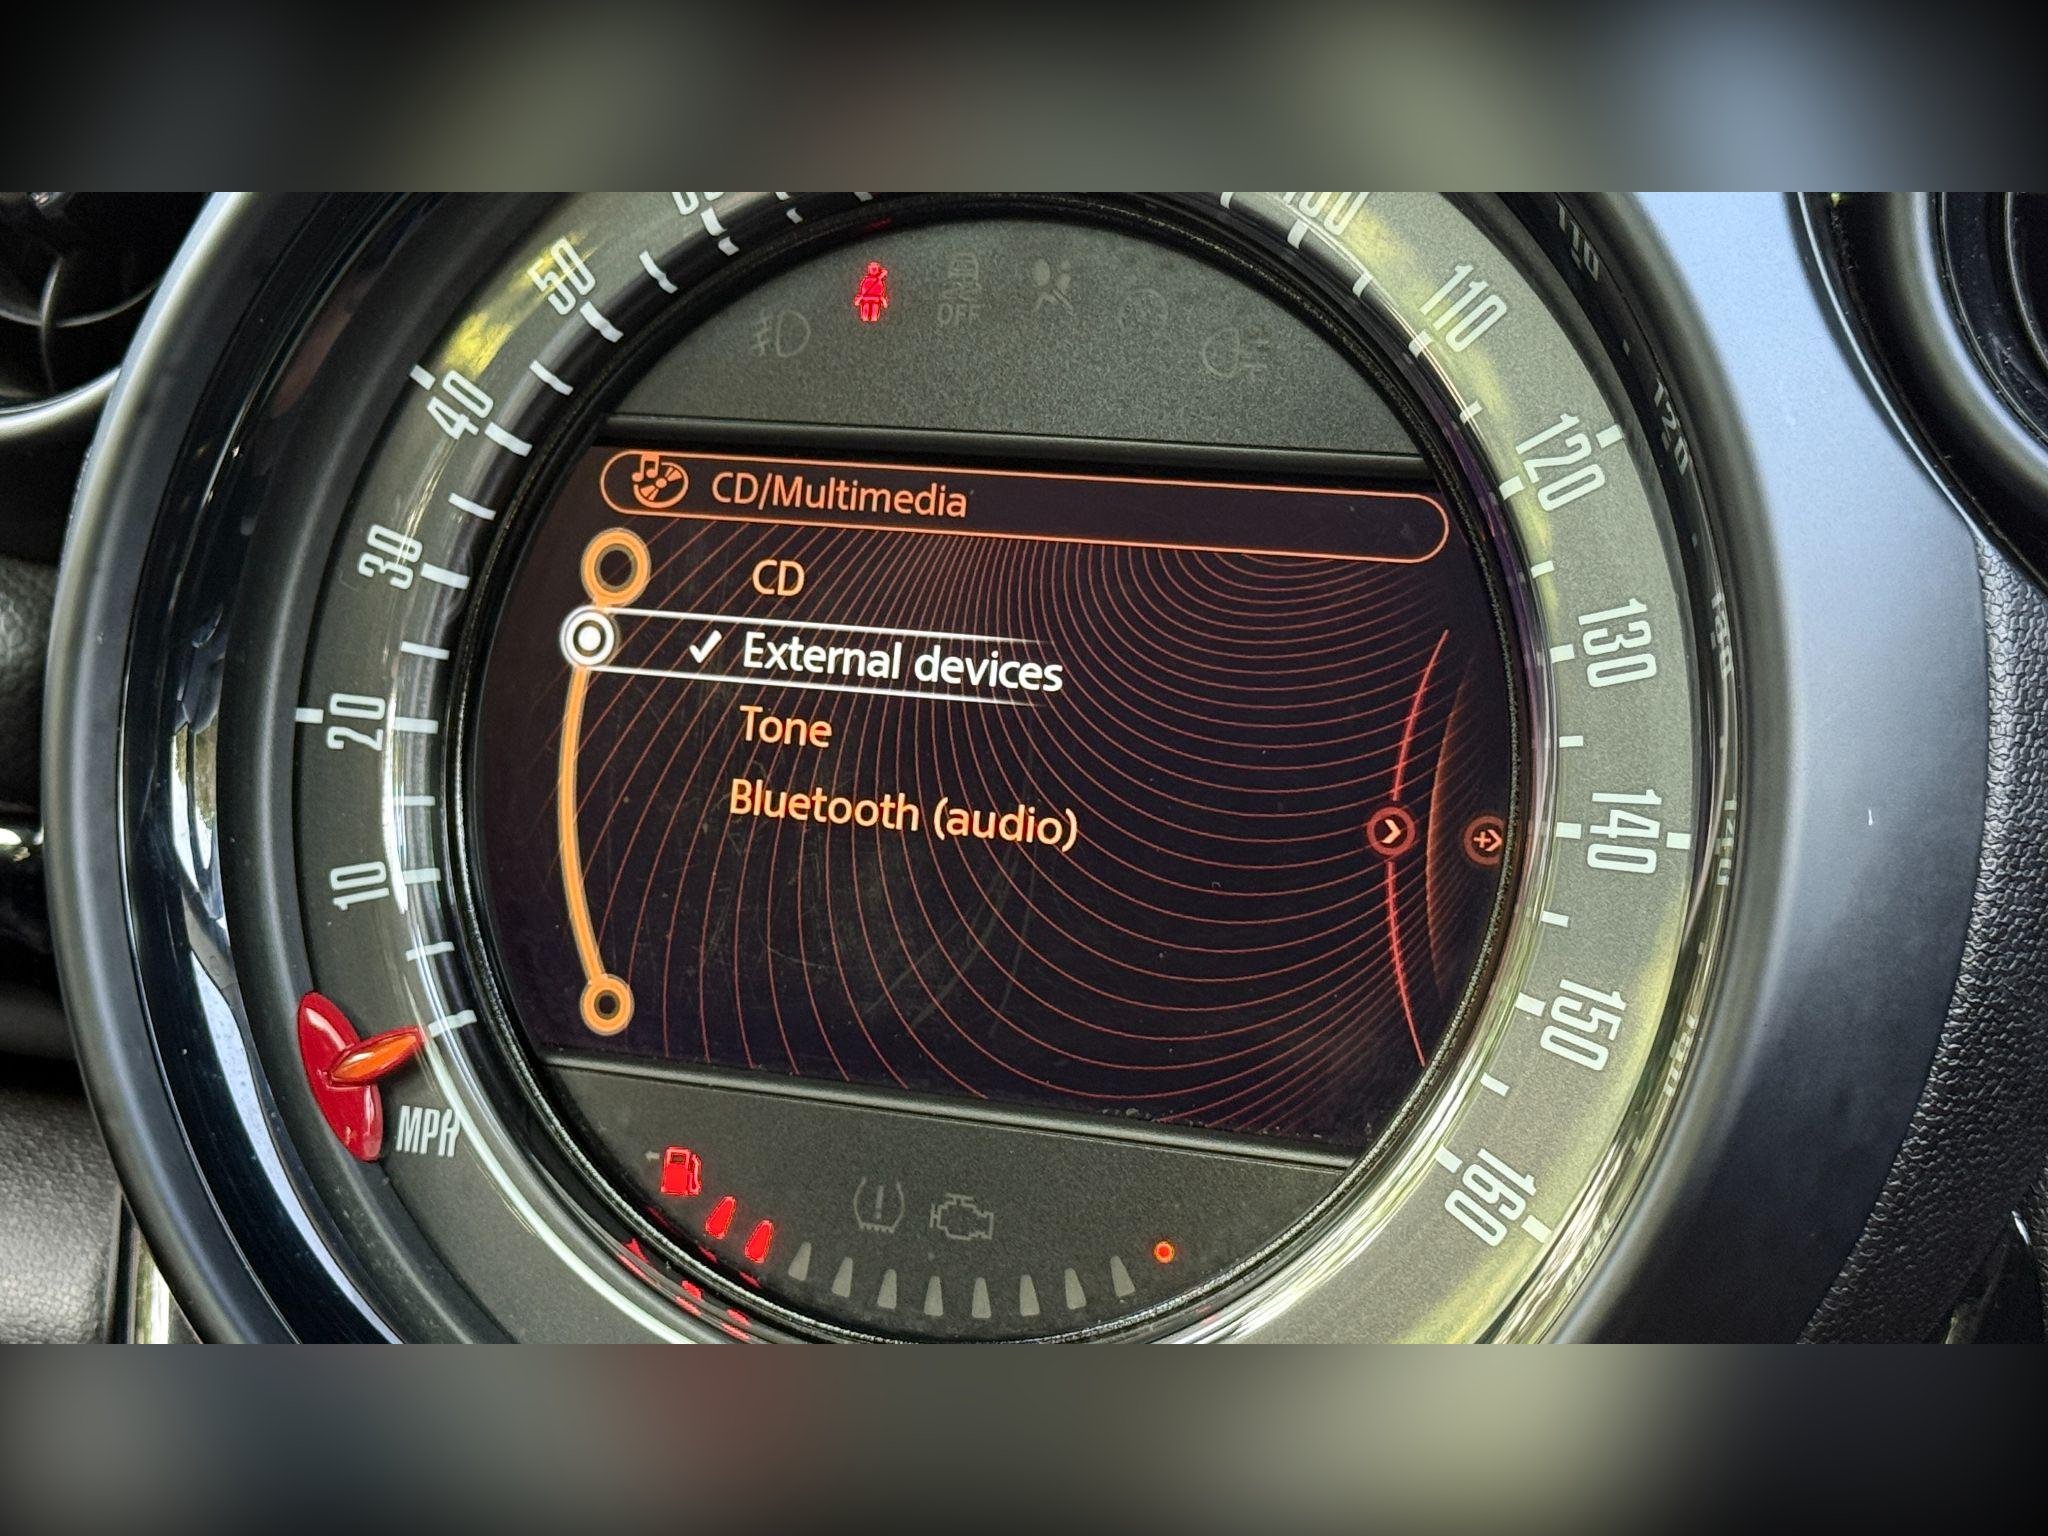 OFF
CD/Multimedia
CD
External devices
Tone
Bluetooth (audio)
10
20
30
40
50
110
120
130
140
150
160
MPH